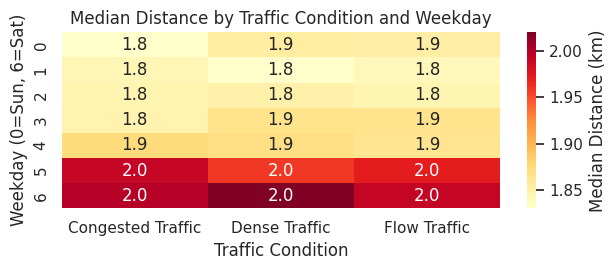 Median Distance by Traffic Condition and Weekday
Weekday (0=Sun, 6=Sat)
0 1.8 1.9 1.9
1 1.8 1.8 1.8
2 1.8 1.8 1.8
3 1.8 1.9 1.9
4 1.9 1.9 1.9
5 2.0 2.0 2.0
6 2.0 2.0 2.0
Congested Traffic Dense Traffic Flow Traffic
Traffic Condition
2.00
1.95
1.90
1.85
Median Distance (km)